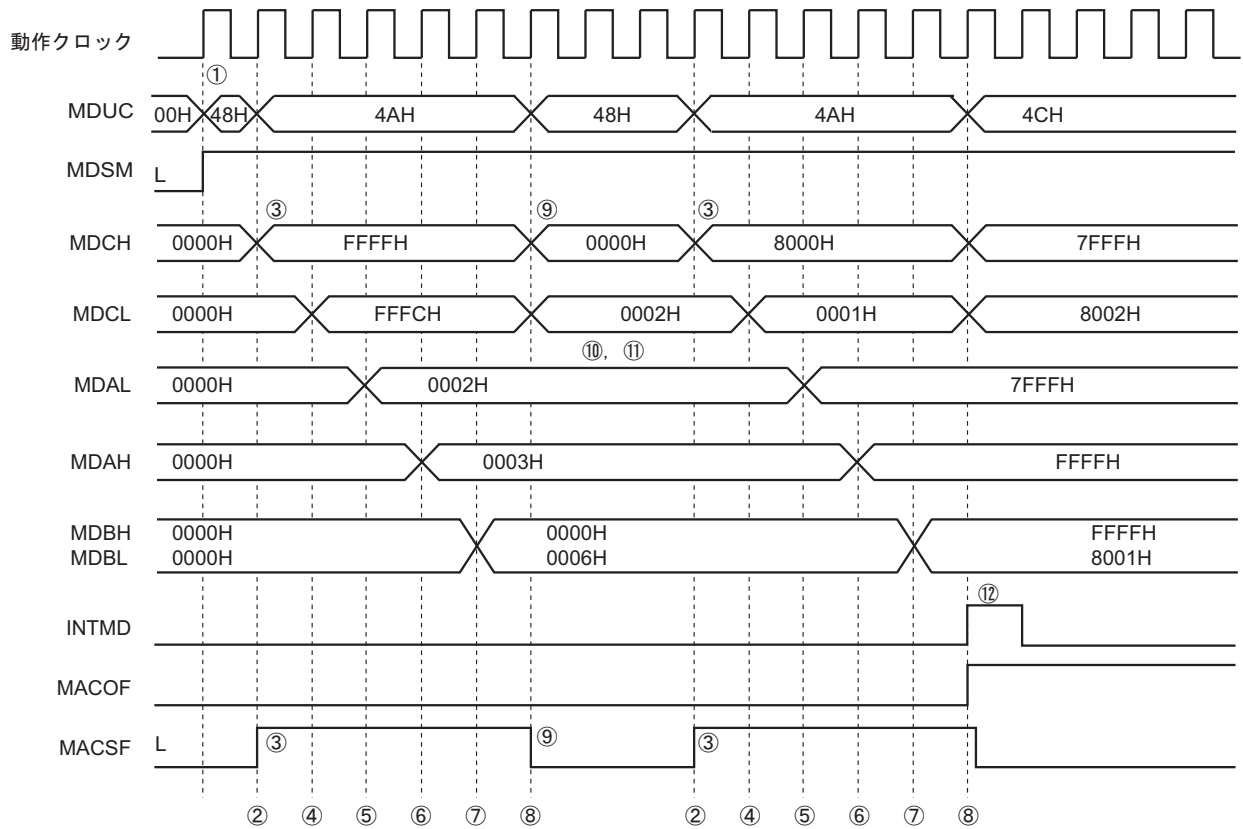 動作クロック
①
MDUC 00H 48H 4AH 48H 4AH 4CH
MDSM L
③ ⑨ ③
MDCH 0000H FFFFH 0000H 8000H 7FFFH
MDCL 0000H FFFCH 0002H 0001H 8002H
⑩, ⑪
MDAL 0000H 0002H 7FFFH
MDAH 0000H 0003H FFFFH
MDBH 0000H 0000H FFFFH
MDBL 0000H 0006H 8001H
⑫
INTMD
MACOF
MACSF L ③ ⑨ ③
② ④ ⑤ ⑥ ⑦ ⑧ ② ④ ⑤ ⑥ ⑦ ⑧